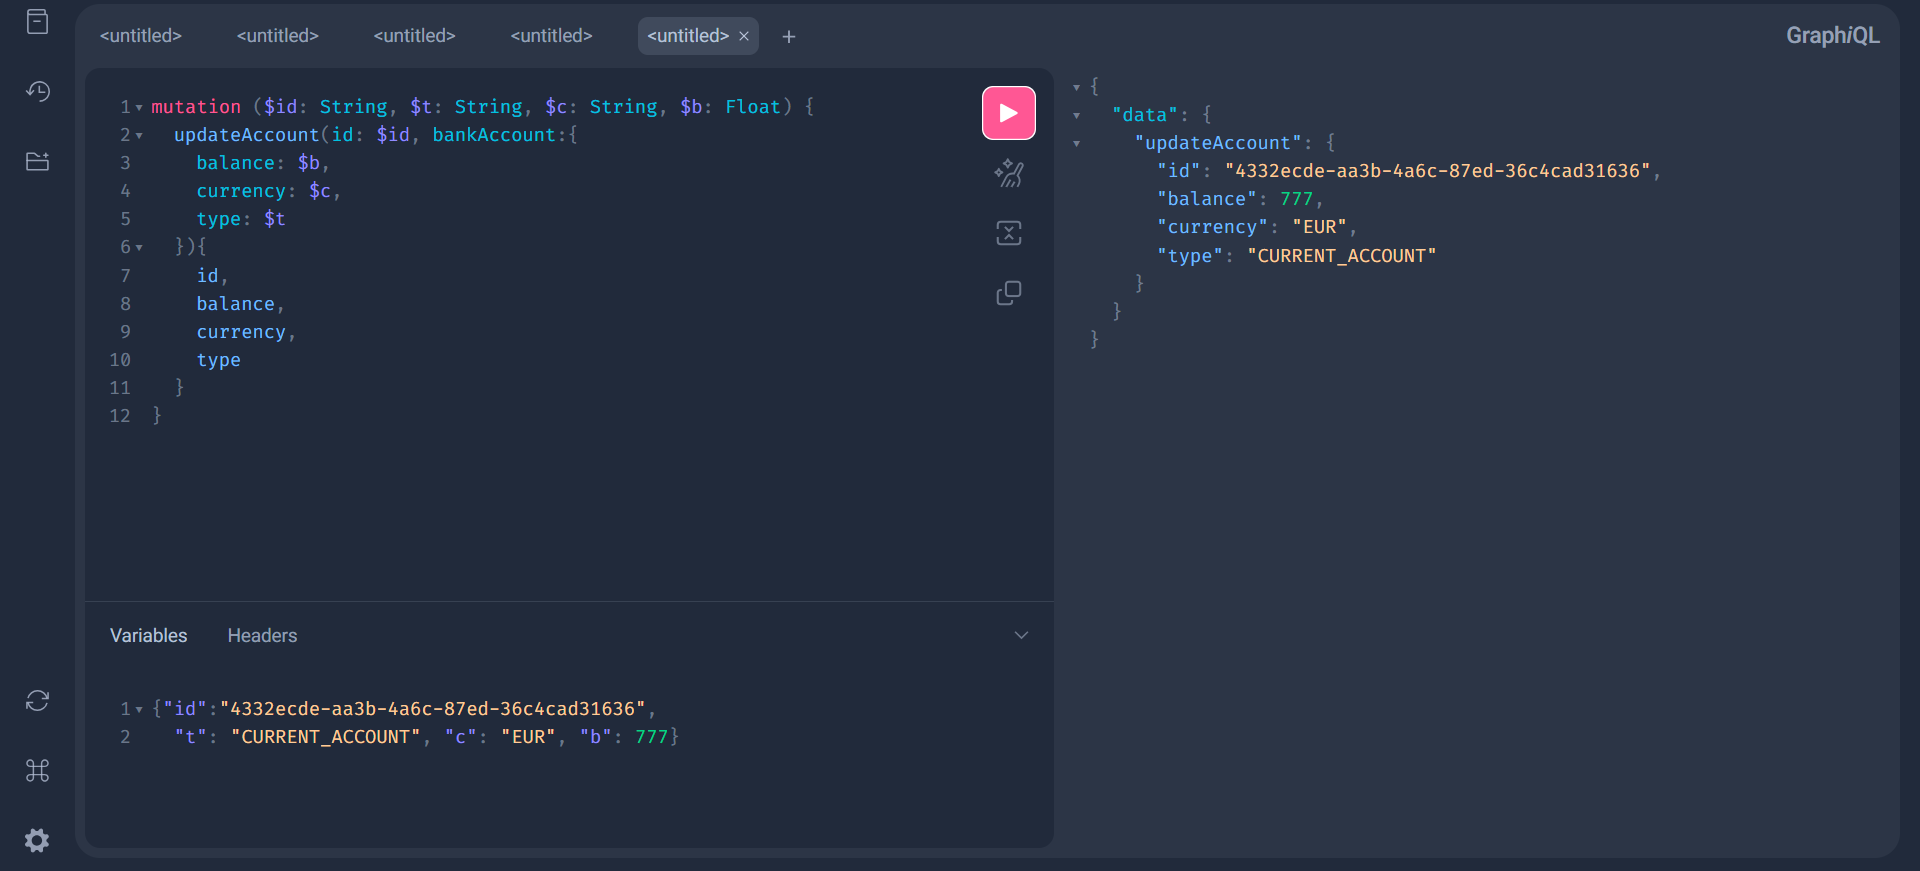 <untitled> <untitled> <untitled> <untitled> <untitled> × + GraphiQL
1 mutation ($id: String, $t: String, $c: String, $b: Float) {
2 updateAccount(id: $id, bankAccount:{
3 balance: $b,
4 currency: $c,
5 type: $t
6 }){
7 id,
8 balance,
9 currency,
10 type
11 }
12 }
Variables Headers
1 {"id":"4332ecde-aa3b-4a6c-87ed-36c4cad31636",
2 "t": "CURRENT_ACCOUNT", "c": "EUR", "b": 777}
{
"data": {
"updateAccount": {
"id": "4332ecde-aa3b-4a6c-87ed-36c4cad31636",
"balance": 777,
"currency": "EUR",
"type": "CURRENT_ACCOUNT"
}
}
}